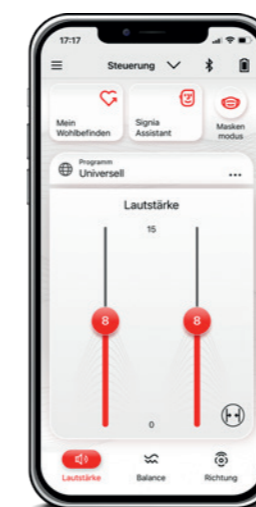 17:17
Steuerung
Mein
Wohlbefinden
Signia
Assistant
Masken
modus
Programm
Universell
...
Lautstärke
15
8
8
0
Lautstärke
Balance
Richtung